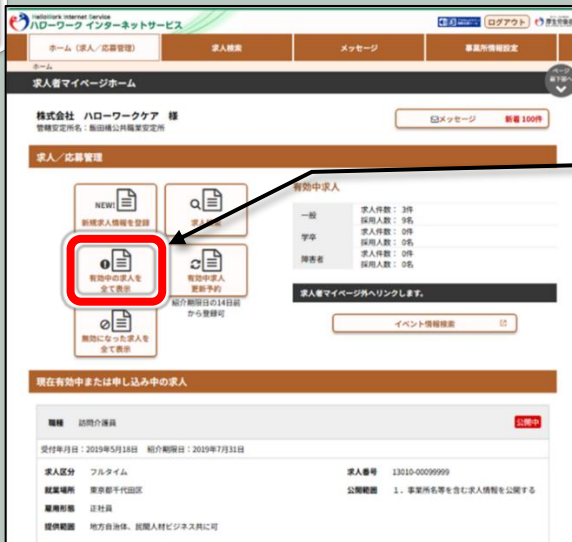 HelloWork Internet Service
ハローワーク インターネットサービス
ログアウト
ホーム（求人／応募管理）
求人検索
メッセージ
事業所情報設定
ホーム
求人者マイページホーム
株式会社 ハローワークケア 様
管轄安定所名：飯田橋公共職業安定所
メッセージ 新着 100件
求人／応募管理
NEW!
新規求人情報を登録
有効中の求人を
全て表示
有効中求人
更新予約
紹介期限日の14日前
から登録可
無効になった求人を
全て表示
有効中求人
一般
求人件数： 3件
採用人数： 9名
学卒
求人件数： 0件
採用人数： 0名
障害者
求人件数： 0件
採用人数： 0名
求人者マイページ外へリンクします。
イベント情報検索
現在有効中または申し込み中の求人
職種 訪問介護員
公開中
受付年月日：2019年5月18日 紹介期限日：2019年7月31日
求人区分 フルタイム
求人番号 13010-00099999
就業場所 東京都千代田区
公開範囲 1．事業所名等を含む求人情報を公開する
雇用形態 正社員
提供範囲 地方自治体、民間人材ビジネス共に可